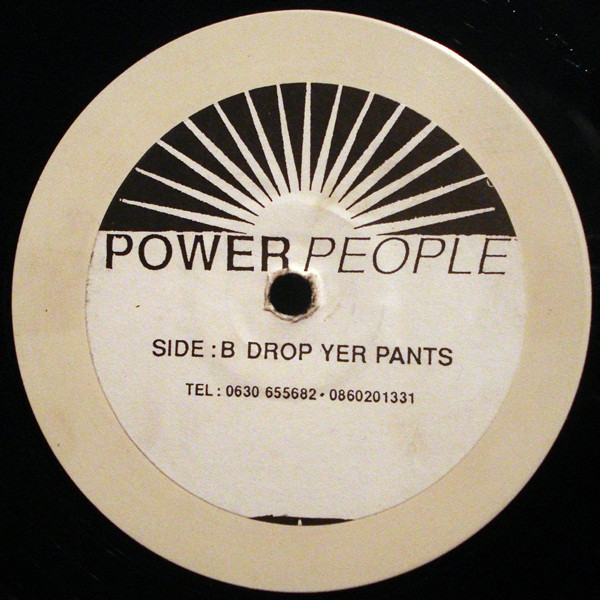 POWER PEOPLE
SIDE : B DROP YER PANTS
TEL : 0630 655682 • 0860201331